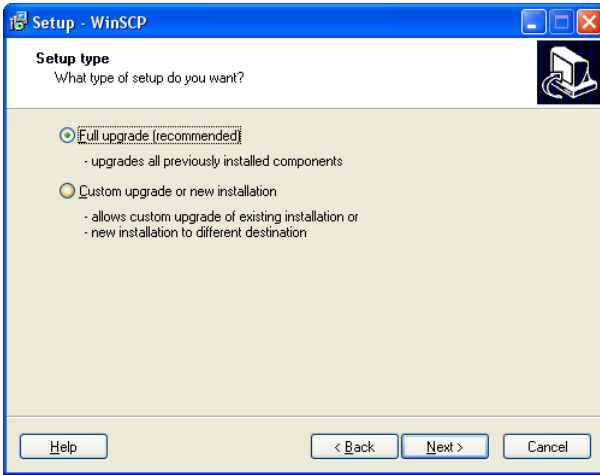 Setup - WinSCP
Setup type
What type of setup do you want?
Full upgrade (recommended)
- upgrades all previously installed components
Custom upgrade or new installation
- allows custom upgrade of existing installation or
- new installation to different destination
Help
< Back
Next >
Cancel